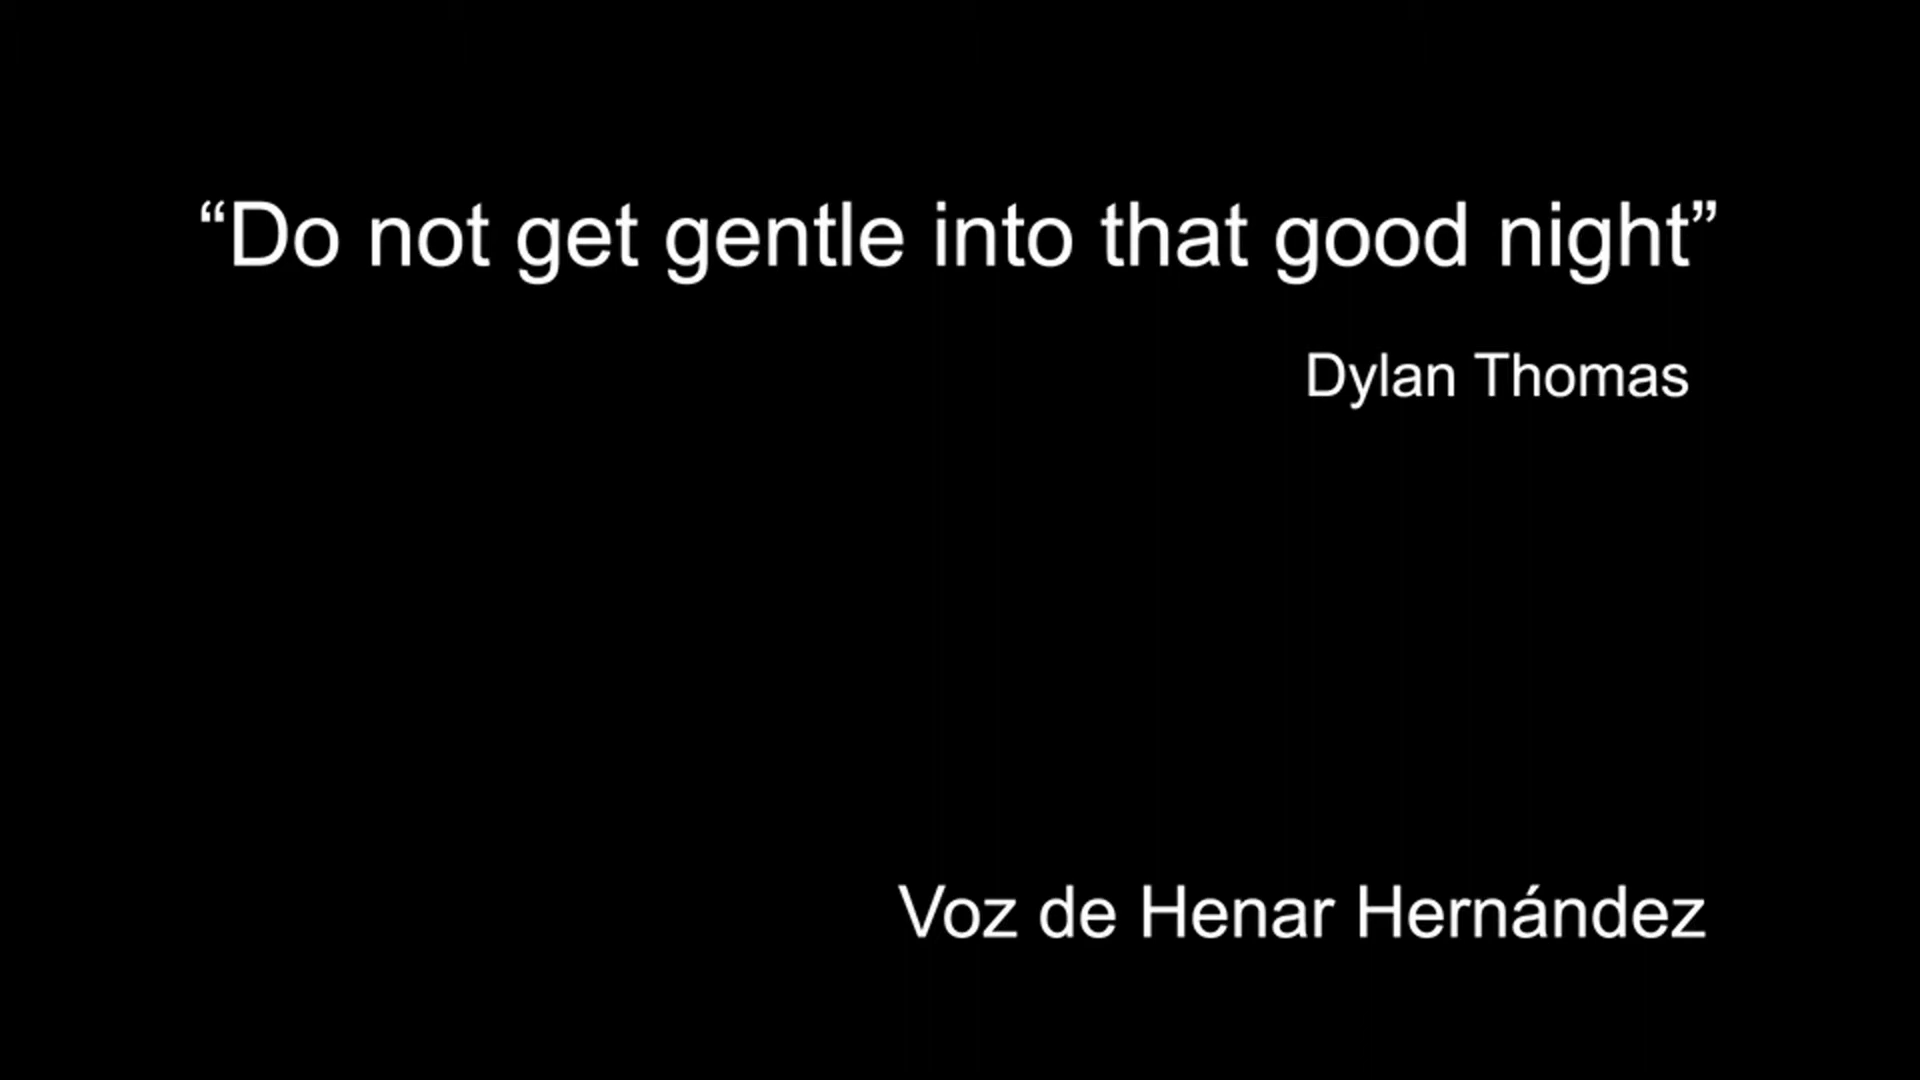 “Do not get gentle into that good night”
Dylan Thomas
Voz de Henar Hernández